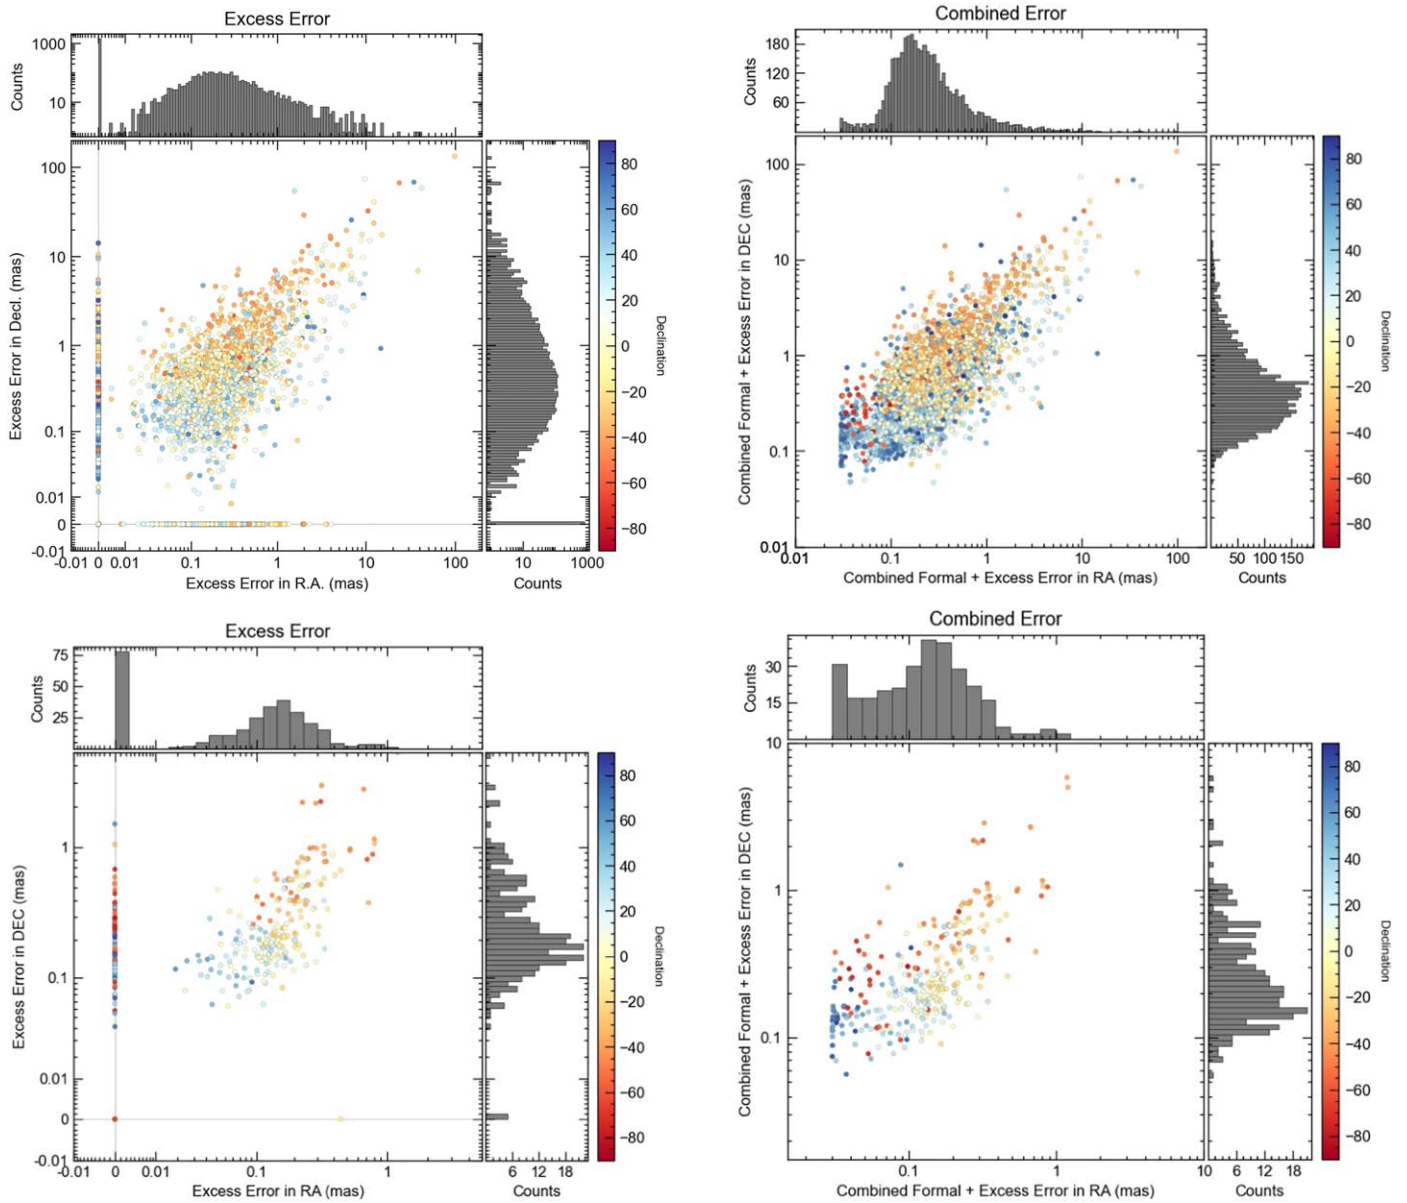 Excess Error
Counts
1000
10
100
10
1
0.1
0.01
0
-0.01
Excess Error in Decl. (mas)
-0.01 0 0.01 0.1 1 10 100
Excess Error in R.A. (mas)
10 1000
Counts
80
60
40
20
0
−20
−40
−60
−80
Declination
Combined Error
Counts
180
120
60
100
10
1
0.1
0.01
Combined Formal + Excess Error in DEC (mas)
0.01 0.1 1 10 100
Combined Formal + Excess Error in RA (mas)
50 100 150
Counts
80
60
40
20
0
−20
−40
−60
−80
Declination
Excess Error
Counts
75
50
25
1
0.1
0.01
0
-0.01
Excess Error in DEC (mas)
-0.01 0 0.01 0.1 1
Excess Error in RA (mas)
6 12 18
Counts
80
60
40
20
0
−20
−40
−60
−80
Declination
Combined Error
Counts
30
15
10
1
0.1
Combined Formal + Excess Error in DEC (mas)
0.1 1 10
Combined Formal + Excess Error in RA (mas)
6 12 18
Counts
80
60
40
20
0
−20
−40
−60
−80
Declination